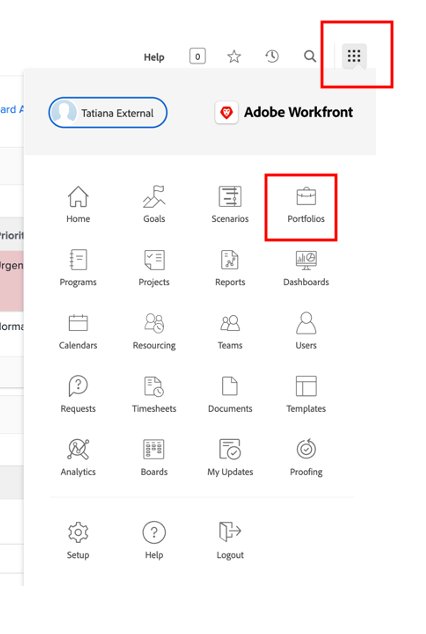 Help 0
ard A
Tatiana External Adobe Workfront
Home Goals Scenarios Portfolios
Priorit
Urgen
Programs Projects Reports Dashboards
Norma
Calendars Resourcing Teams Users
Requests Timesheets Documents Templates
Analytics Boards My Updates Proofing
Setup Help Logout